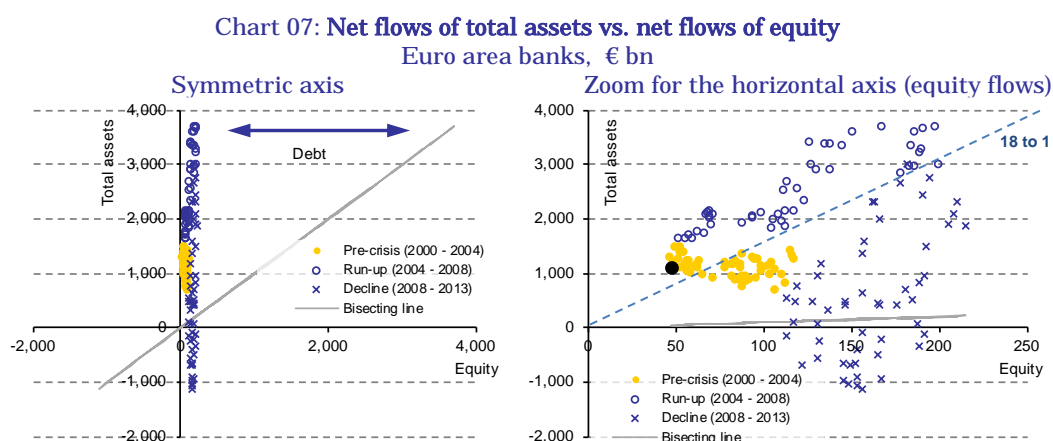 Chart 07: Net flows of total assets vs. net flows of equity
Euro area banks, € bn
Symmetric axis
4,000
3,000
2,000
1,000
0
-1,000
-2,000
Total assets
Debt
Pre-crisis (2000 - 2004)
Run-up (2004 - 2008)
Decline (2008 - 2013)
Bisecting line
-2,000
0
2,000
4,000
Equity
Zoom for the horizontal axis (equity flows)
4,000
3,000
2,000
1,000
0
-1,000
-2,000
Total assets
18 to 1
0
50
100
150
200
250
Equity
Pre-crisis (2000 - 2004)
Run-up (2004 - 2008)
Decline (2008 - 2013)
Bisecting line